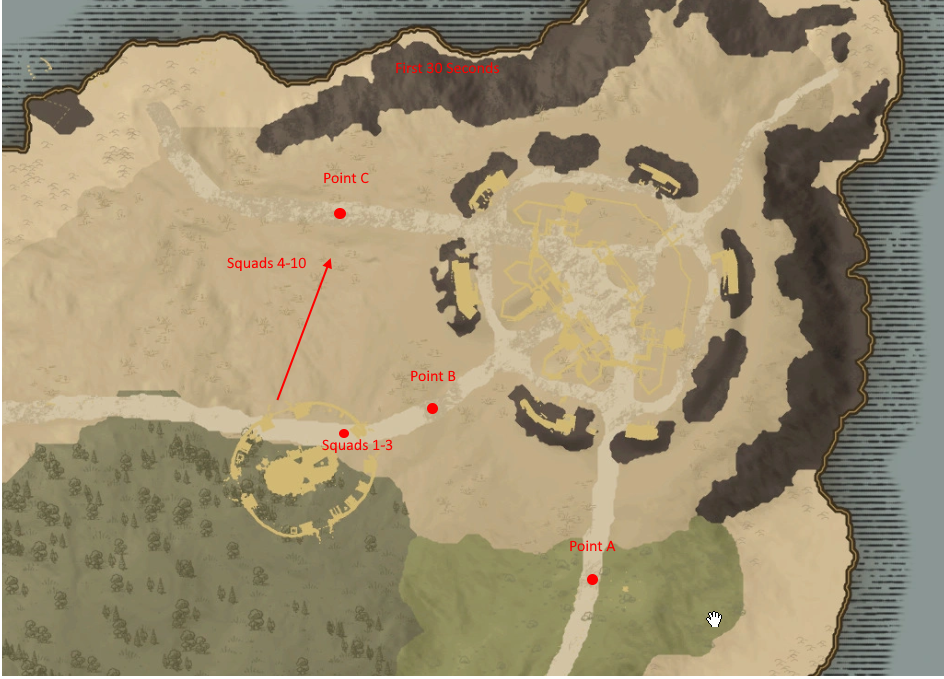 First 30 Seconds
Point C
Squads 4-10
Point B
Squads 1-3
Point A